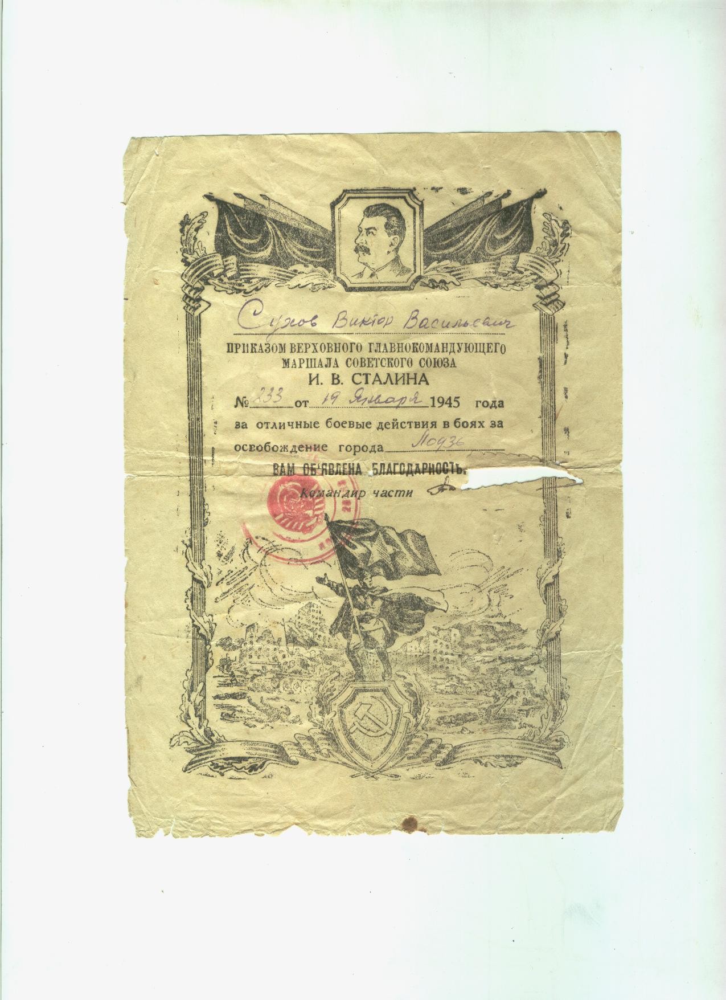 Сухов Виктор Васильевич
ПРИКАЗОМ ВЕРХОВНОГО ГЛАВНОКОМАНДУЮЩЕГО
МАРШАЛА СОВЕТСКОГО СОЮЗА
И. В. СТАЛИНА
№ 233 от 19 Января 1945 года
за отличные боевые действия в боях за
освобождение города Лодзь
ВАМ ОБ'ЯВЛЕНА БЛАГОДАРНОСТЬ.
Командир части